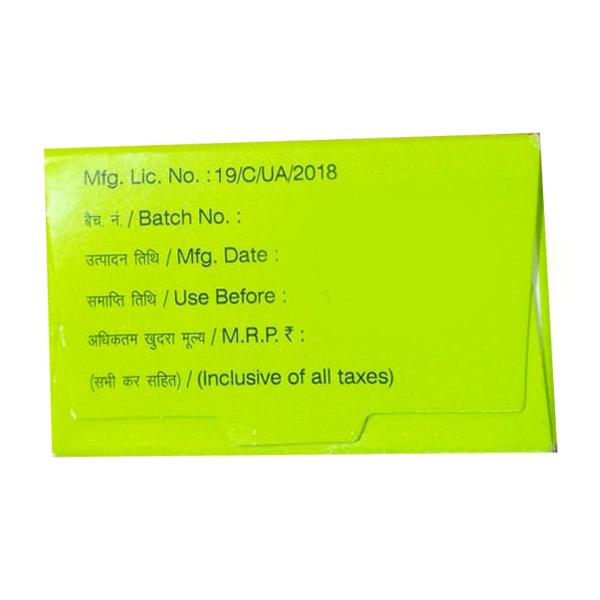 Mfg. Lic. No. : 19/C/UA/2018
बैच. नं. / Batch No. :
उत्पादन तिथि / Mfg. Date :
समाप्ति तिथि / Use Before :
अधिकतम खुदरा मूल्य / M.R.P. ₹ :
(सभी कर सहित) / (Inclusive of all taxes)